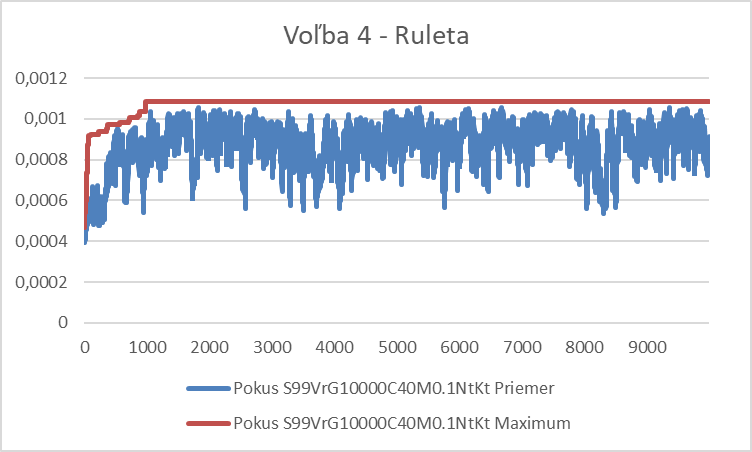 Voľba 4 - Ruleta
0,0012
0,001
0,0008
0,0006
0,0004
0,0002
0
0 1000 2000 3000 4000 5000 6000 7000 8000 9000
Pokus S99VrG10000C40M0.1NtKt Priemer
Pokus S99VrG10000C40M0.1NtKt Maximum